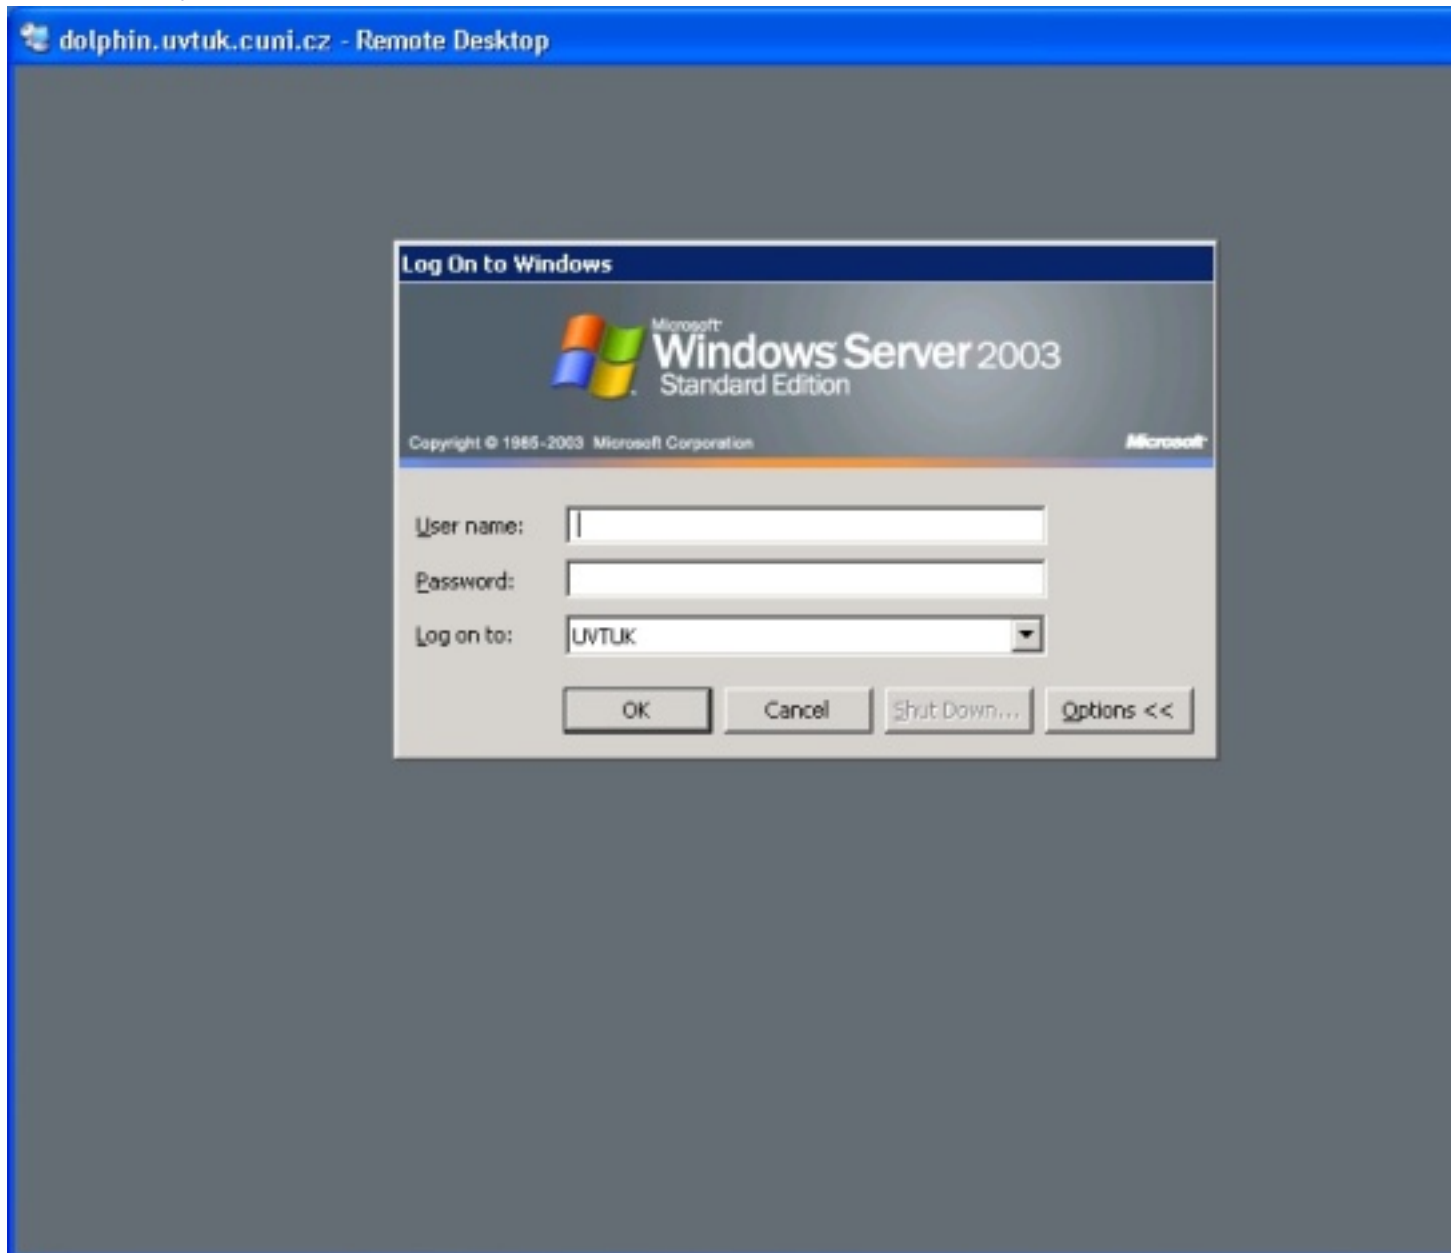 dolphin.uvtuk.cuni.cz - Remote Desktop
Log On to Windows
Microsoft
Windows Server 2003
Standard Edition
Copyright © 1985-2003 Microsoft Corporation Microsoft
User name:
Password:
Log on to: UVTUK
OK Cancel Shut Down... Options <<